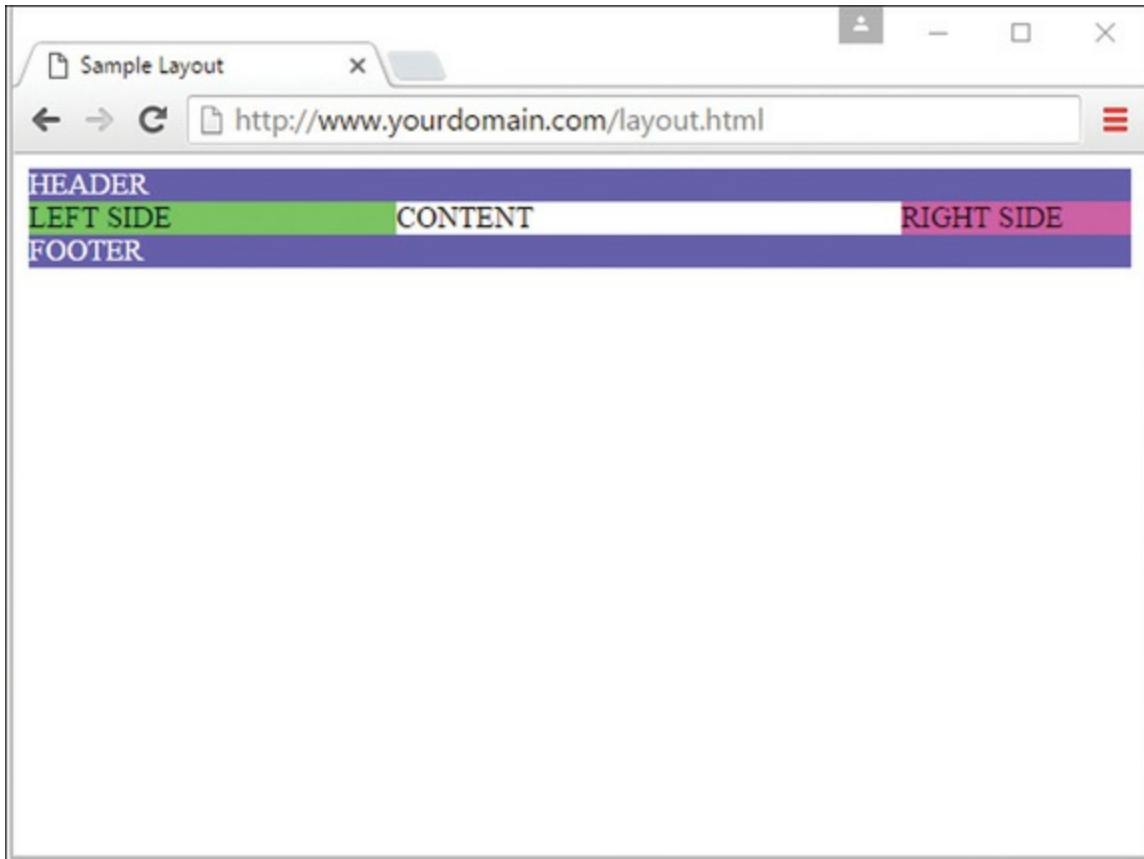 Sample Layout
http://www.yourdomain.com/layout.html
HEADER
LEFT SIDE CONTENT RIGHT SIDE
FOOTER